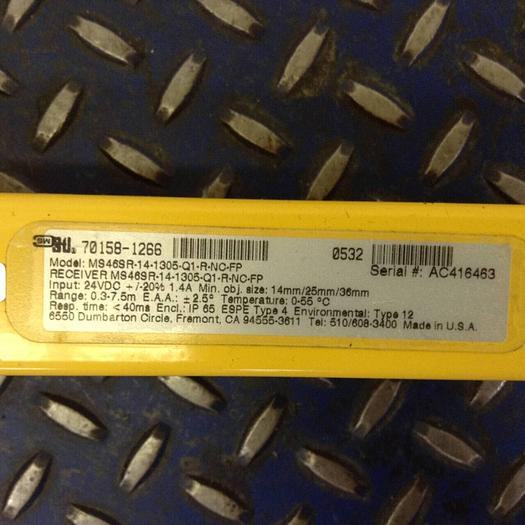 MS STI. 70158-1266 0532
Model: MS46SR-14-1305-Q1-R-NC-FP Serial #: AC416463
RECEIVER MS46SR-14-1305-Q1-R-NC-FP
Input: 24VDC +/-20% 1.4A Min. obj. size: 14mm/25mm/36mm
Range: 0.3-7.5m E.A.A.: ±2.5° Temperature: 0-55 °C
Resp. time: <40ms Encl.: IP 65 ESPE Type 4 Environmental: Type 12
6550 Dumbarton Circle, Fremont, CA 94555-3611 Tel: 510/608-3400 Made in U.S.A.